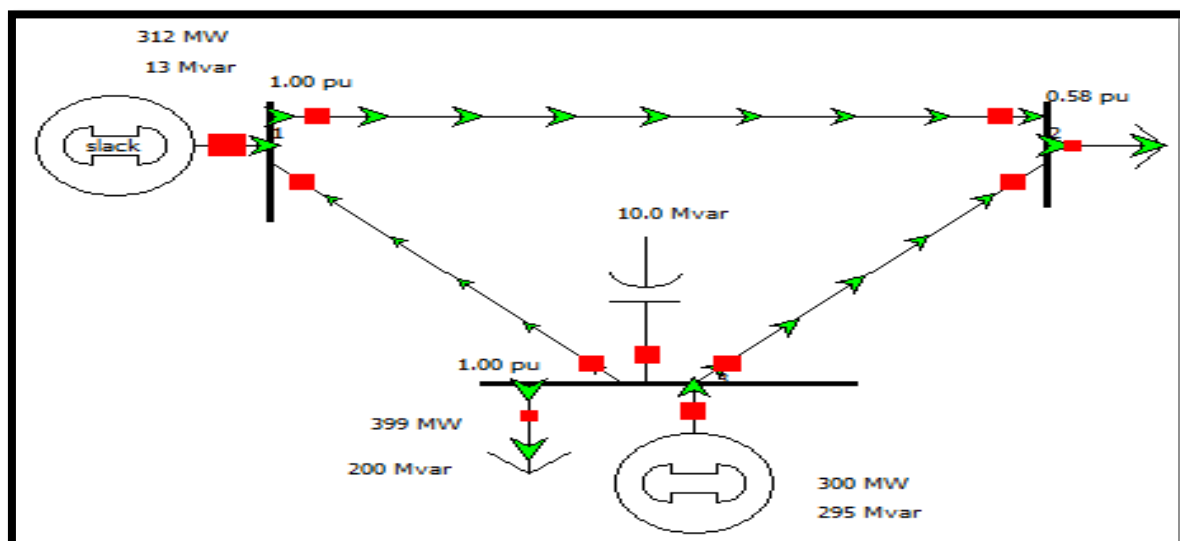 312 MW
13 Mvar
1.00 pu
0.58 pu
1
slack
2
10.0 Mvar
1.00 pu
399 MW
200 Mvar
300 MW
295 Mvar